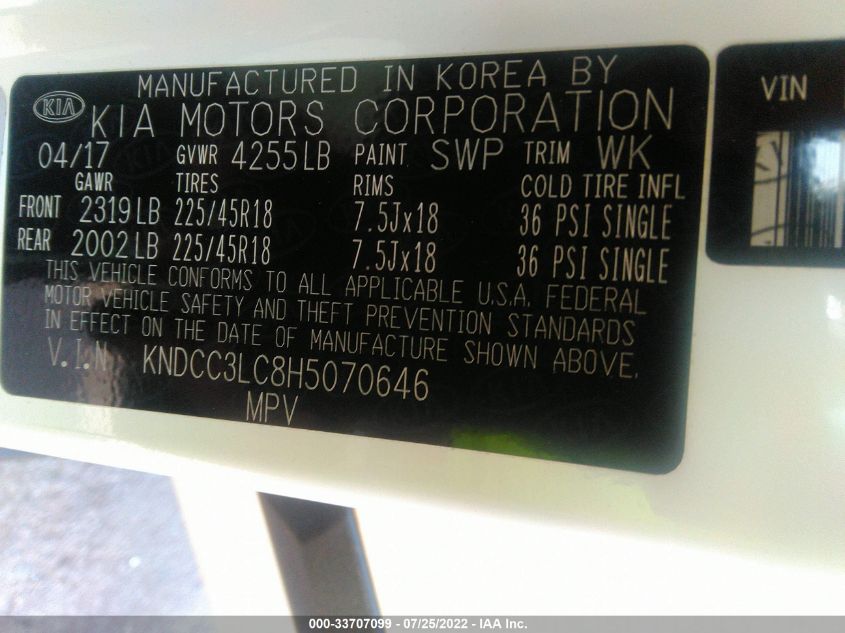 MANUFACTURED IN KOREA BY
KIA KIA MOTORS CORPORATION
04/17 GVWR 4255LB PAINT SWP TRIM WK
GAWR TIRES RIMS COLD TIRE INFL
FRONT 2319LB 225/45R18 7.5Jx18 36 PSI SINGLE
REAR 2002LB 225/45R18 7.5Jx18 36 PSI SINGLE
THIS VEHICLE CONFORMS TO ALL APPLICABLE U.S.A. FEDERAL
MOTOR VEHICLE SAFETY AND THEFT PREVENTION STANDARDS
IN EFFECT ON THE DATE OF MANUFACTURE SHOWN ABOVE.
V.I.N KNDCC3LC8H5070646
MPV
VIN
000-33707099 - 07/25/2022 - IAA Inc.